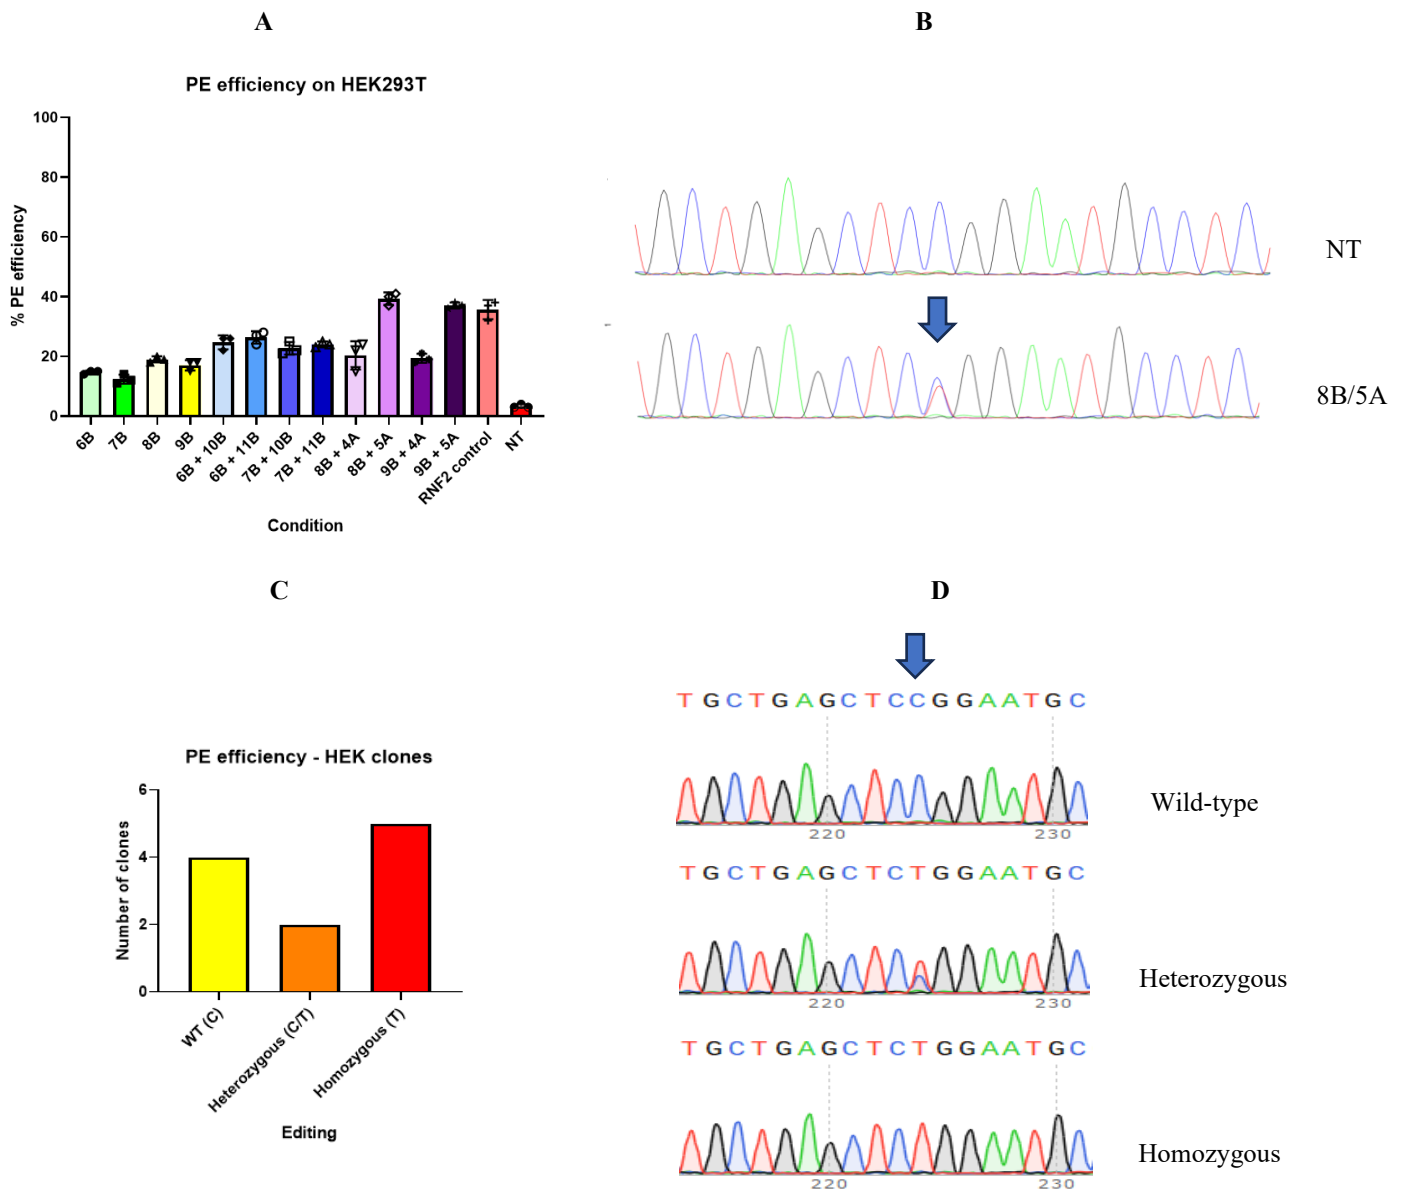 A
PE efficiency on HEK293T
% PE efficiency
100
80
60
40
20
0
6B
7B
8B
9B
6B + 10B
6B + 11B
7B + 10B
7B + 11B
8B + 4A
8B + 5A
9B + 4A
9B + 5A
RNF2 control
NT
Condition
B
NT
8B/5A
C
PE efficiency - HEK clones
Number of clones
6
4
2
0
WT (C)
Heterozygous (C/T)
Homozygous (T)
Editing
D
TGCTGAGCTCCGGAATGC
220 230
Wild-type
TGCTGAGCTCTGGAATGC
220 230
Heterozygous
TGCTGAGCTCTGGAATGC
220 230
Homozygous